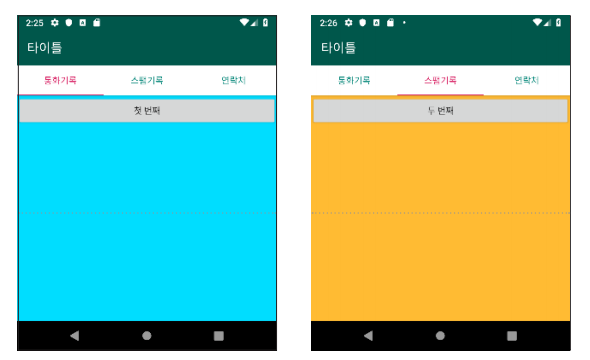 2:25
타이틀
통화기록 스팸기록 연락처
첫 번째
2:26
타이틀
통화기록 스팸기록 연락처
두 번째